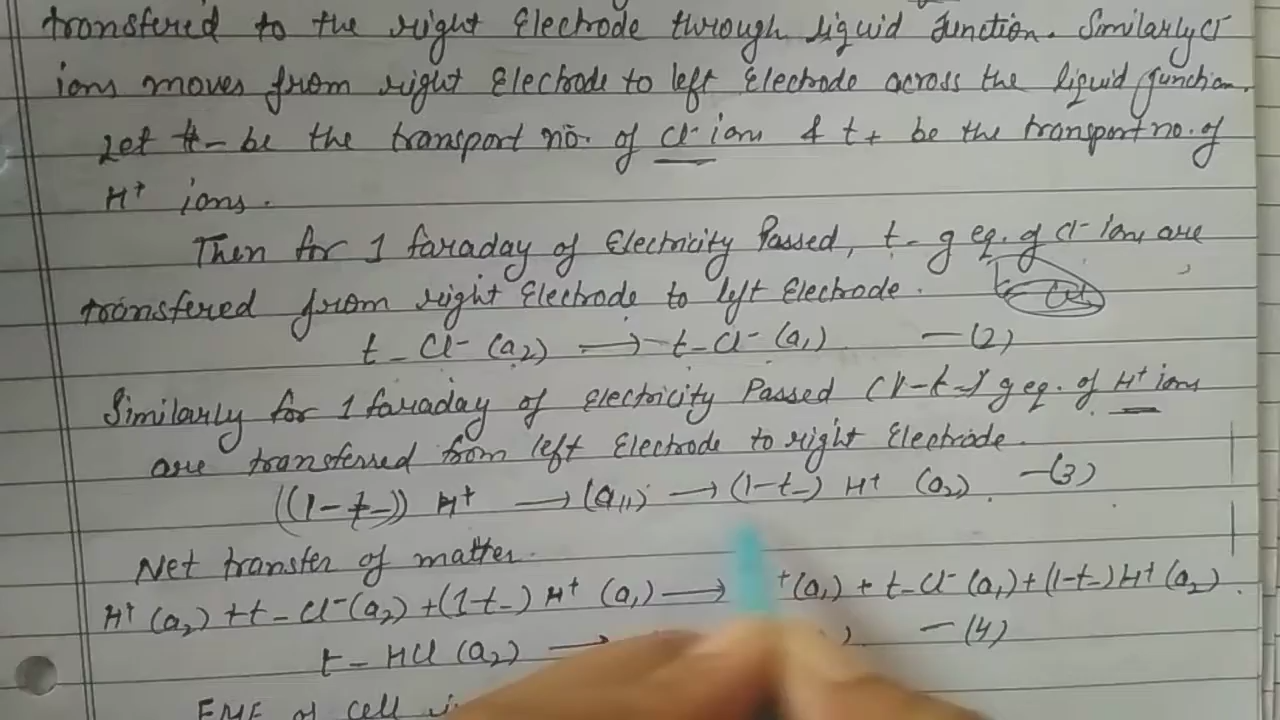 transfered to the right Electrode through liquid Junction. Similarly Cl-
ions moves from right Electrode to left Electrode across the liquid junction.
Let t- be the transport no. of Cl- ions & t+ be the transport no. of
H+ ions.
Then for 1 faraday of Electricity Passed, t- g eq. of Cl- ions are
transfered from right Electrode to left Electrode.
t- Cl- (a2) → t- Cl- (a1) —(2)
Similarly for 1 faraday of Electricity Passed (1-t-) g eq. of H+ ions
are transferred from left Electrode to right Electrode.
((1-t-)) H+ → (a1) → (1-t-) H+ (a2). —(3)
Net transfer of matter.
H+ (a2) + t- Cl- (a2) + (1-t-) H+ (a1) → +(a1) + t- Cl- (a1) + (1-t-) H+ (a2).
t- HCl (a2) → ) —(4)
EMF of cell